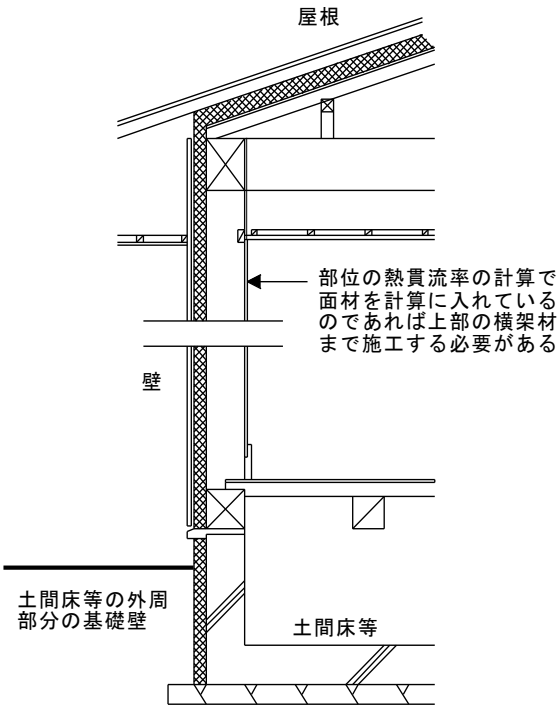 屋根
部位の熱貫流率の計算で
面材を計算に入れている
のであれば上部の横架材
まで施工する必要がある
壁
土間床等の外周
部分の基礎壁
土間床等